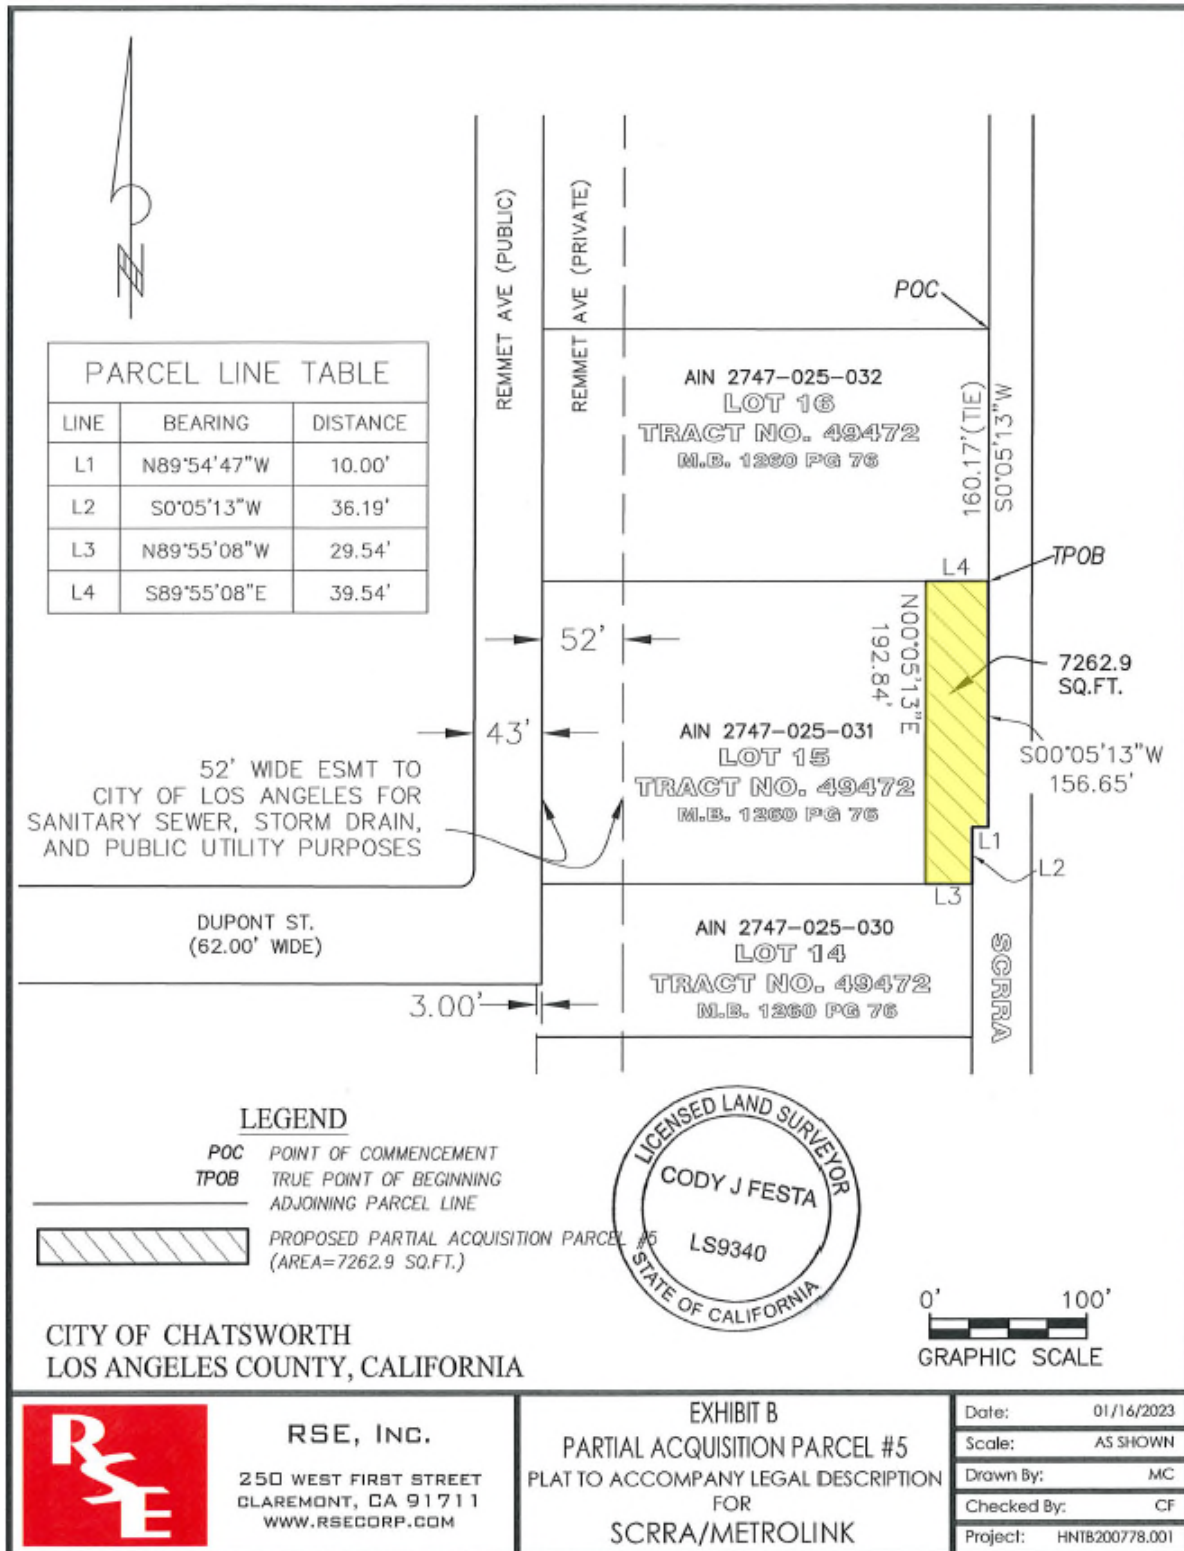 REMMET AVE (PUBLIC)
REMMET AVE (PRIVATE)
N
POC
PARCEL LINE TABLE
LINE BEARING DISTANCE
L1 N89°54'47"W 10.00'
L2 S0°05'13"W 36.19'
L3 N89°55'08"W 29.54'
L4 S89°55'08"E 39.54'
AIN 2747-025-032
LOT 16
TRACT NO. 49472
M.B. 1260 PG 76
160.17'(TIE)
S0°05'13"W
L4
TPOB
52'
N00°05'13"E
192.84'
7262.9
SQ.FT.
43'
AIN 2747-025-031
LOT 15
TRACT NO. 49472
M.B. 1260 PG 76
S00°05'13"W
156.65'
52' WIDE ESMT TO
CITY OF LOS ANGELES FOR
SANITARY SEWER, STORM DRAIN,
AND PUBLIC UTILITY PURPOSES
L1
L2
L3
DUPONT ST.
(62.00' WIDE)
AIN 2747-025-030
LOT 14
TRACT NO. 49472
M.B. 1260 PG 76
SCRRA
3.00'
LEGEND
POC POINT OF COMMENCEMENT
TPOB TRUE POINT OF BEGINNING
ADJOINING PARCEL LINE
PROPOSED PARTIAL ACQUISITION PARCEL #5
(AREA=7262.9 SQ.FT.)
LICENSED LAND SURVEYOR
CODY J FESTA
LS9340
STATE OF CALIFORNIA
0' 100'
GRAPHIC SCALE
CITY OF CHATSWORTH
LOS ANGELES COUNTY, CALIFORNIA
RSE
RSE, INC.
250 WEST FIRST STREET
CLAREMONT, CA 91711
WWW.RSECORP.COM
EXHIBIT B
PARTIAL ACQUISITION PARCEL #5
PLAT TO ACCOMPANY LEGAL DESCRIPTION
FOR
SCRRA/METROLINK
Date: 01/16/2023
Scale: AS SHOWN
Drawn By: MC
Checked By: CF
Project: HNTB200778.001